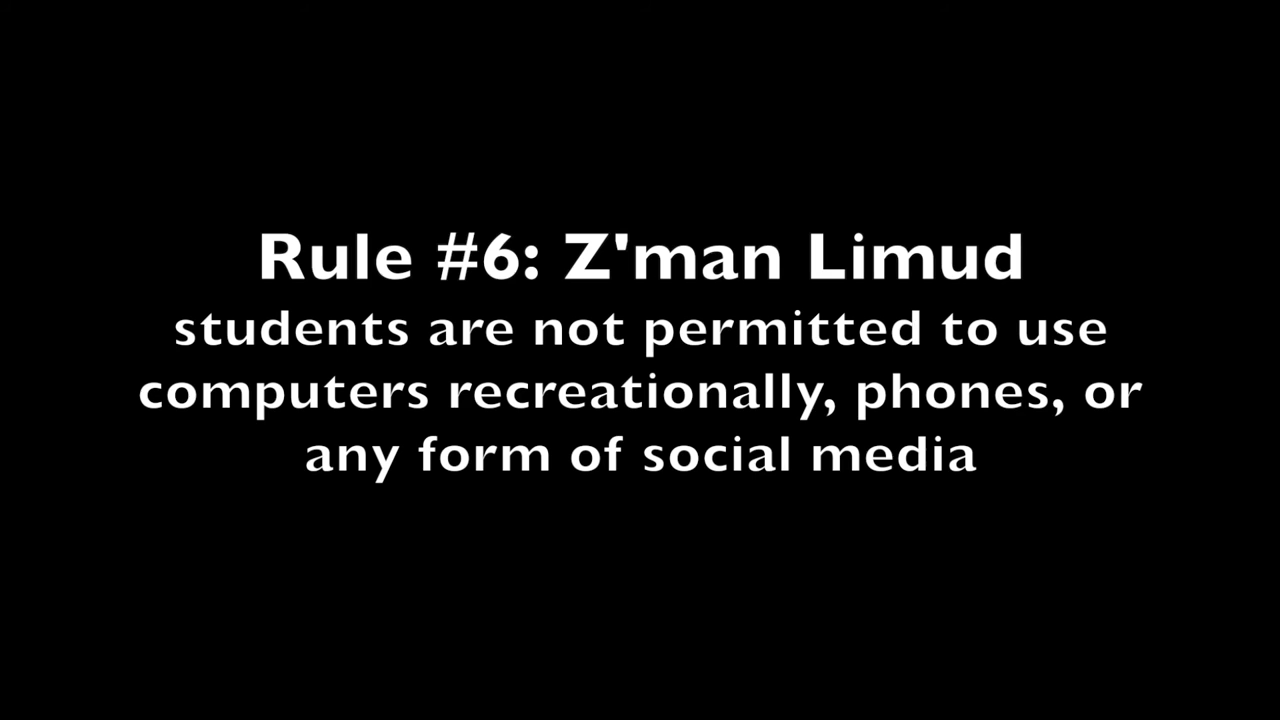 Rule #6: Z'man Limud
students are not permitted to use
computers recreationally, phones, or
any form of social media